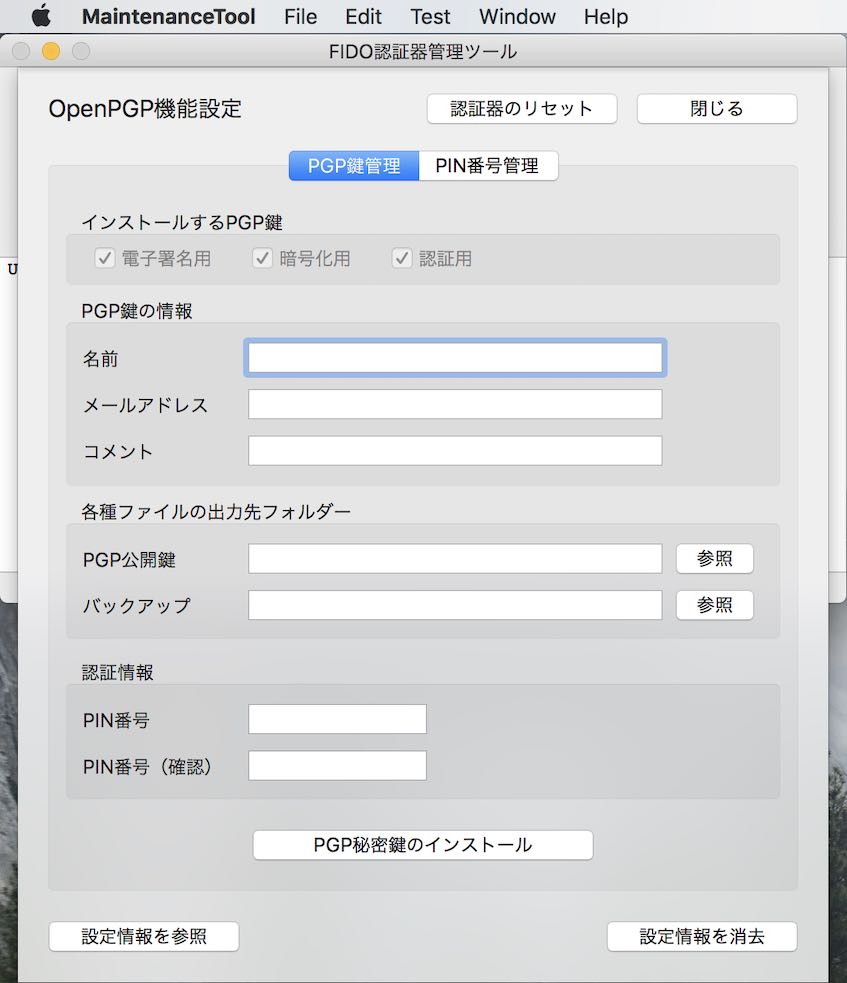 MaintenanceTool File Edit Test Window Help
FIDO認証器管理ツール
OpenPGP機能設定 認証器のリセット 閉じる
PGP鍵管理 PIN番号管理
インストールするPGP鍵
電子署名用 暗号化用 認証用
U
PGP鍵の情報
名前
メールアドレス
コメント
各種ファイルの出力先フォルダー
PGP公開鍵 参照
バックアップ 参照
認証情報
PIN番号
PIN番号（確認）
PGP秘密鍵のインストール
設定情報を参照 設定情報を消去